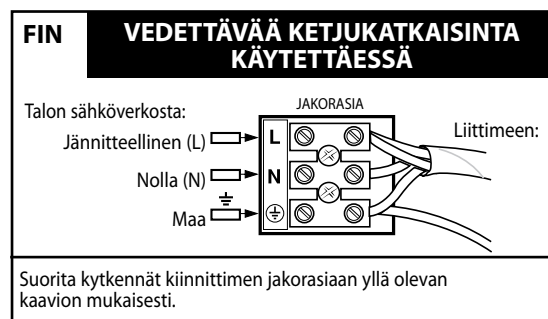 FIN
VEDETTÄVÄÄ KETJUKATKAISINTA
KÄYTETTÄESSÄ
Talon sähköverkosta:
JAKORASIA
Jännitteellinen (L)
L
Liittimeen:
Nolla (N)
N
Maa
Suorita kytkennät kiinnittimen jakorasiaan yllä olevan
kaavion mukaisesti.